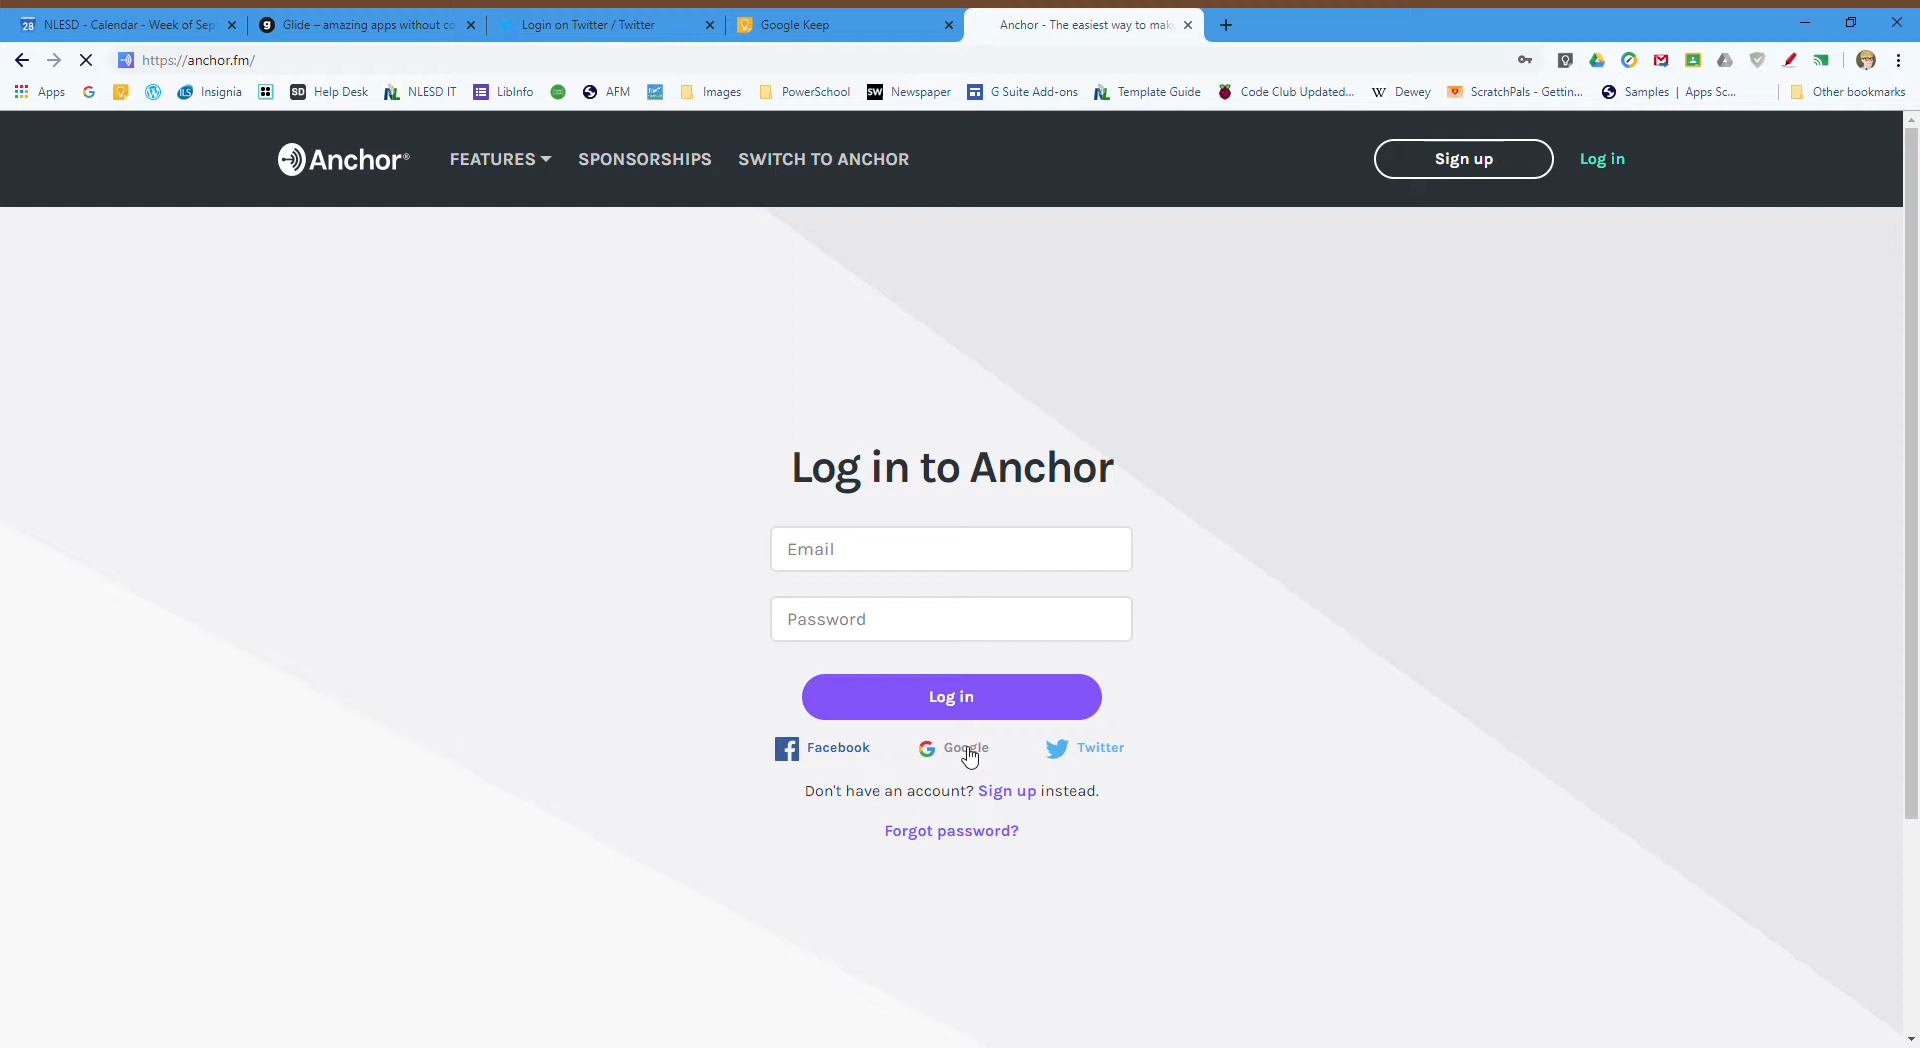 28 NLESD - Calendar - Week of Sep
g Glide – amazing apps without co
Login on Twitter / Twitter
Google Keep
Anchor - The easiest way to mak
https://anchor.fm/
Apps
Insignia
SD Help Desk
NLESD IT
LibInfo
AFM
Images
PowerSchool
SW Newspaper
G Suite Add-ons
Template Guide
Code Club Updated...
W Dewey
ScratchPals - Gettin...
Samples | Apps Sc...
Other bookmarks
Anchor®
FEATURES
SPONSORSHIPS
SWITCH TO ANCHOR
Sign up
Log in
Log in to Anchor
Email
Password
Log in
Facebook
Google
Twitter
Don't have an account? Sign up instead.
Forgot password?